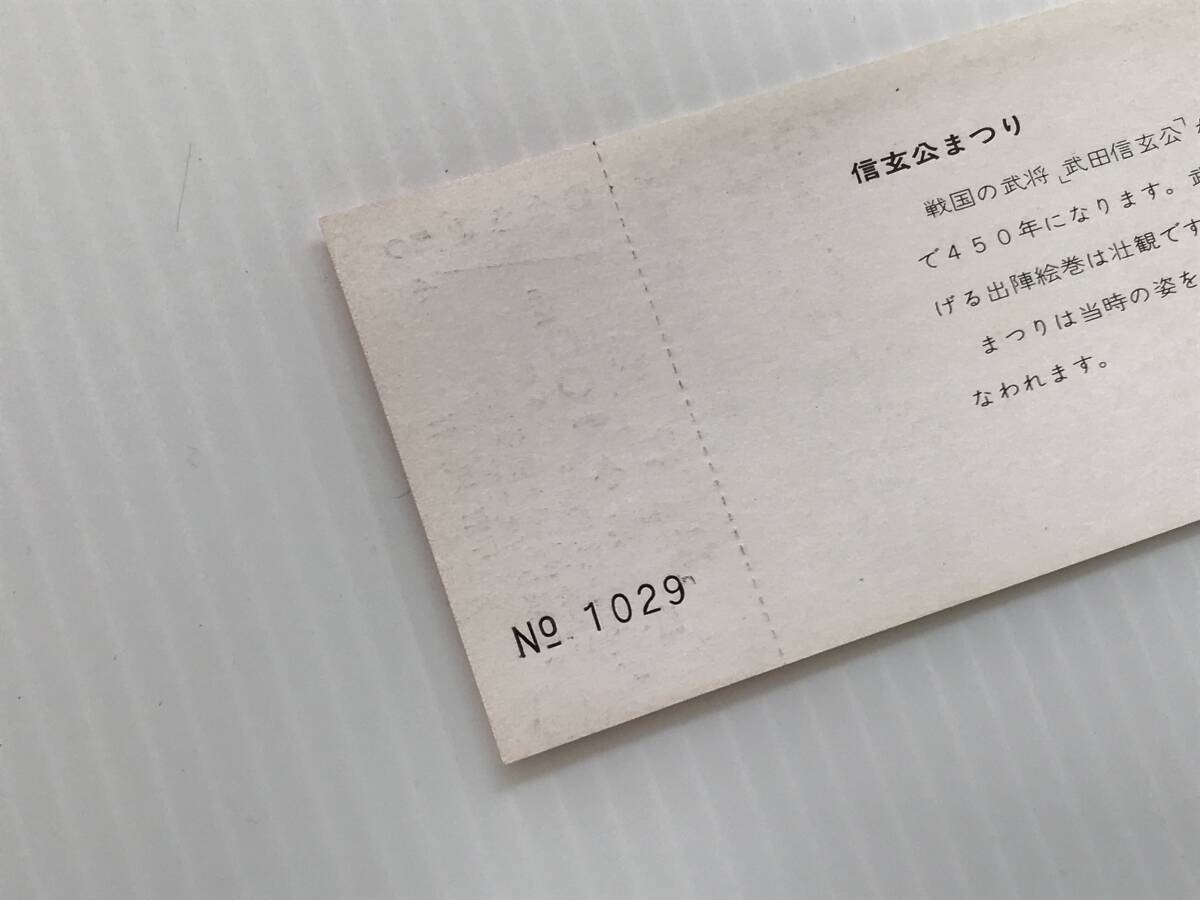 信玄公まつり
戦国の武将「武田信玄公」が
で450年になります。武
げる出陣絵巻は壮観です
まつりは当時の姿を
なわれます。
No 1029